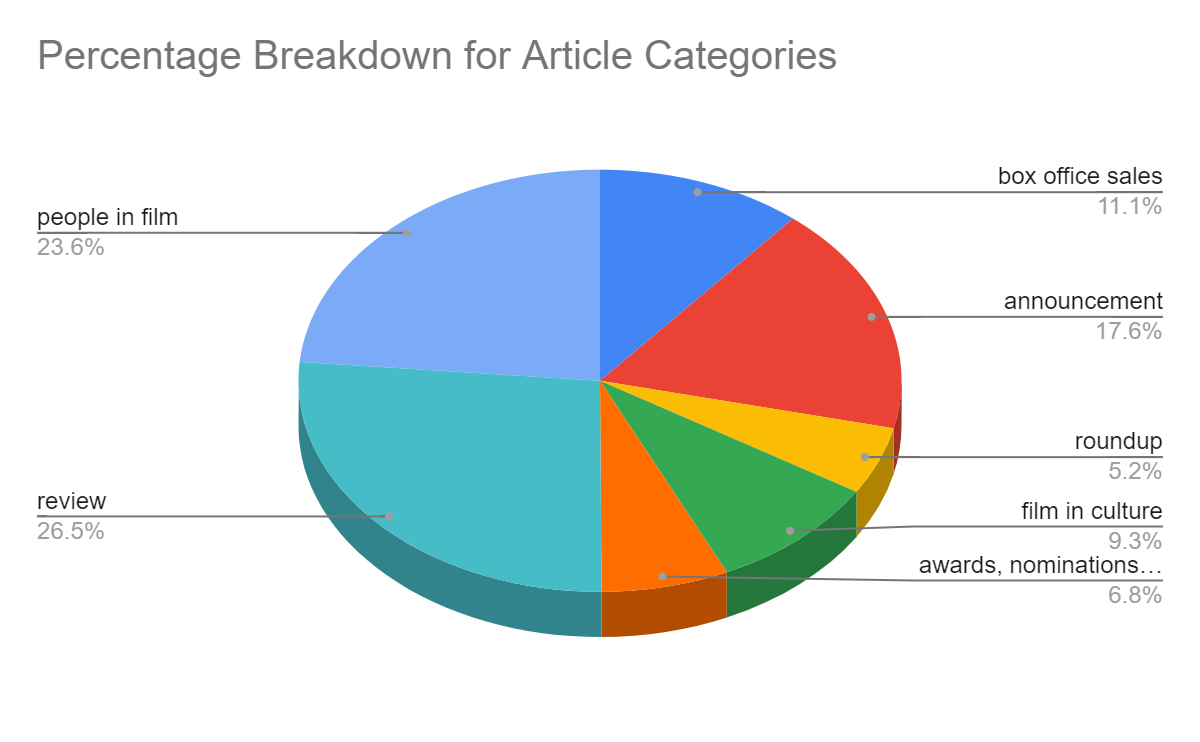 Percentage Breakdown for Article Categories
box office sales
11.1%
people in film
23.6%
announcement
17.6%
roundup
5.2%
review
26.5%
film in culture
9.3%
awards, nominations…
6.8%